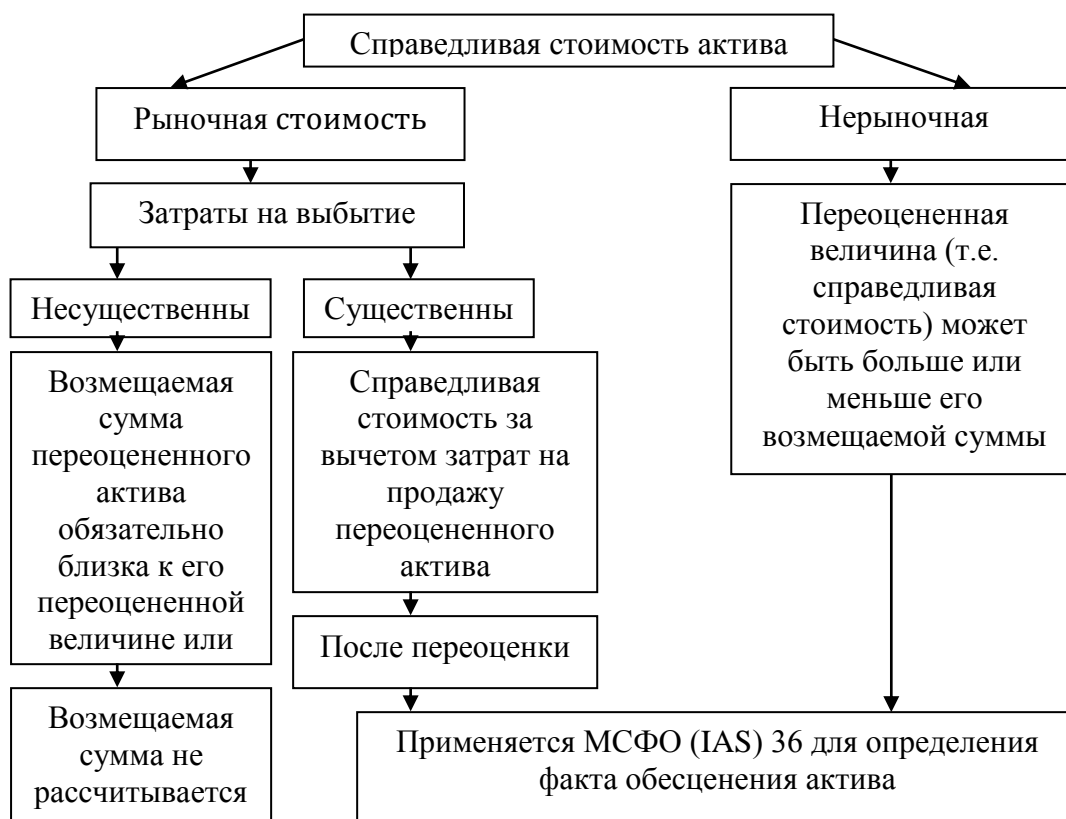 Справедливая стоимость актива
Рыночная стоимость
Нерыночная
Затраты на выбытие
Переоцененная
величина (т.е.
справедливая
стоимость) может
быть больше или
меньше его
возмещаемой суммы
Несущественны
Существенны
Возмещаемая
сумма
переоцененного
актива
обязательно
близка к его
переоцененной
величине или
Справедливая
стоимость за
вычетом затрат на
продажу
переоцененного
актива
После переоценки
Возмещаемая
сумма не
рассчитывается
Применяется МСФО (IAS) 36 для определения
факта обесценения актива